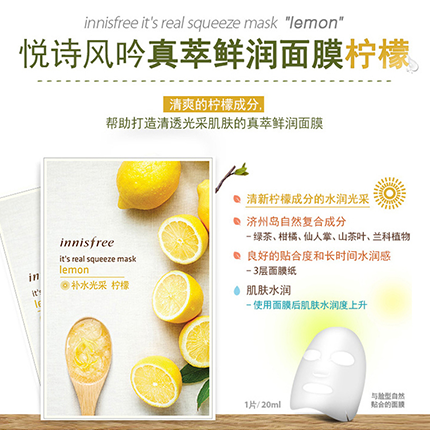 innisfree it's real squeeze mask "lemon"
悦诗风吟真萃鲜润面膜柠檬
清爽的柠檬成分,
帮助打造清透光采肌肤的真萃鲜润面膜
innisfree
it's real squeeze mask
lemon
补水光采 柠檬
清新柠檬成分的水润光采
济州岛自然复合成分
- 绿茶、柑橘、仙人掌、山茶叶、兰科植物
良好的贴合度和长时间水润感
- 3层面膜纸
肌肤水润
- 使用面膜后肌肤水润度上升
1片/20ml
与脸型自然
贴合的面膜